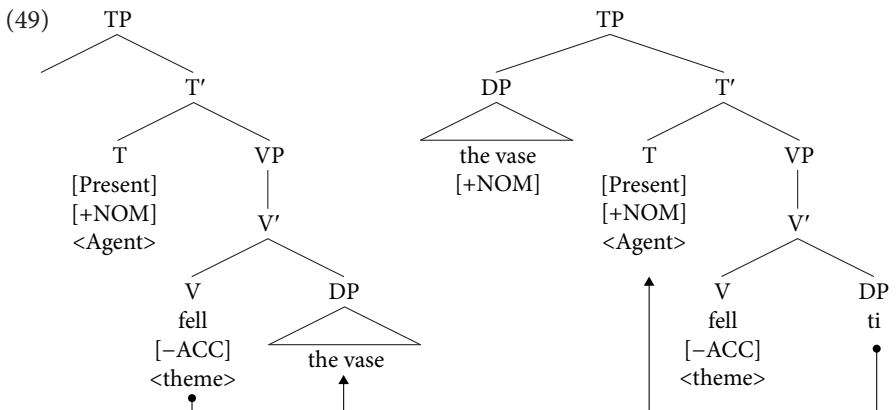 (49) TP TP
T′ DP T′
T VP the vase T VP
[Present] [+NOM] [Present]
[+NOM] [+NOM]
<Agent> V′ <Agent> V′
V DP V DP
fell fell ti
[−ACC] the vase [−ACC]
<theme> <theme>